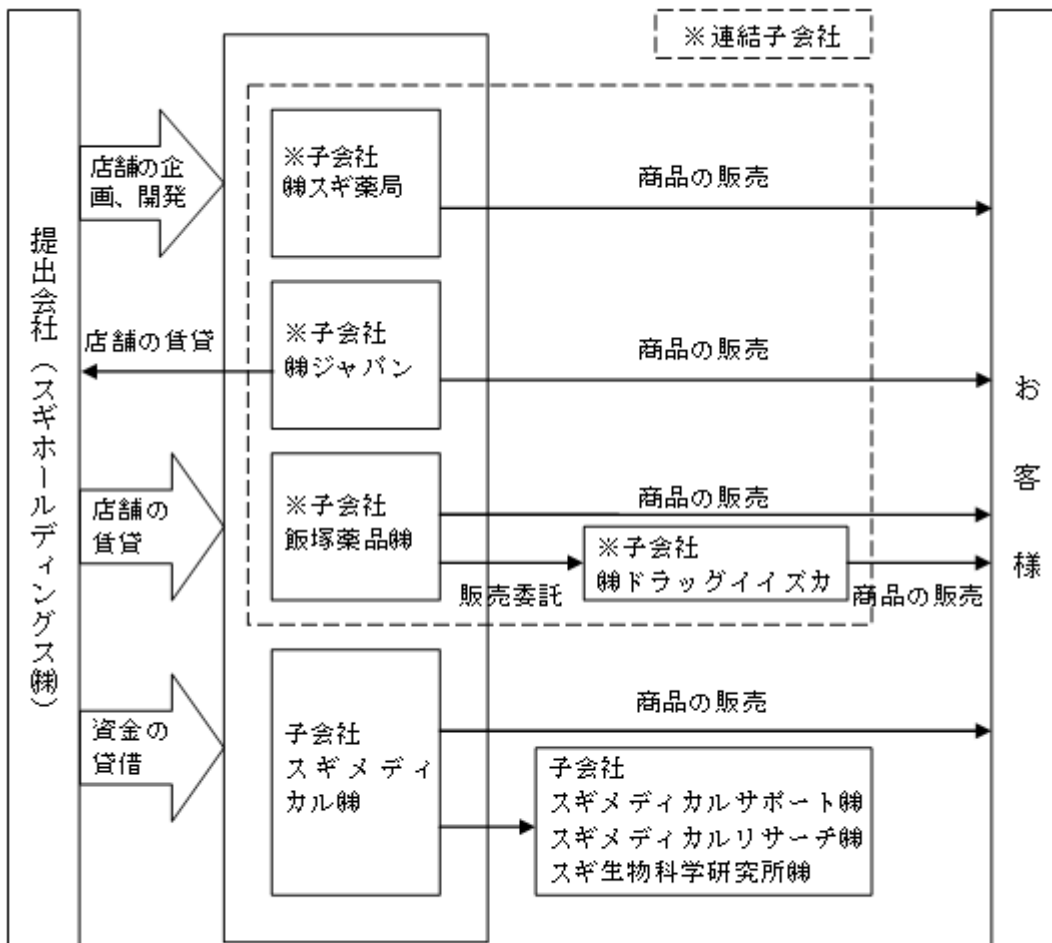 ※連結子会社
提出会社（スギホールディングス㈱）
店舗の企
画、開発
※子会社
㈱スギ薬局
商品の販売
店舗の賃貸
※子会社
㈱ジャパン
商品の販売
店舗の
賃貸
※子会社
飯塚薬品㈱
商品の販売
販売委託
※子会社
㈱ドラッグイイズカ
商品の販売
資金の
貸借
子会社
スギメディ
カル㈱
商品の販売
子会社
スギメディカルサポート㈱
スギメディカルリサーチ㈱
スギ生物科学研究所㈱
お客様